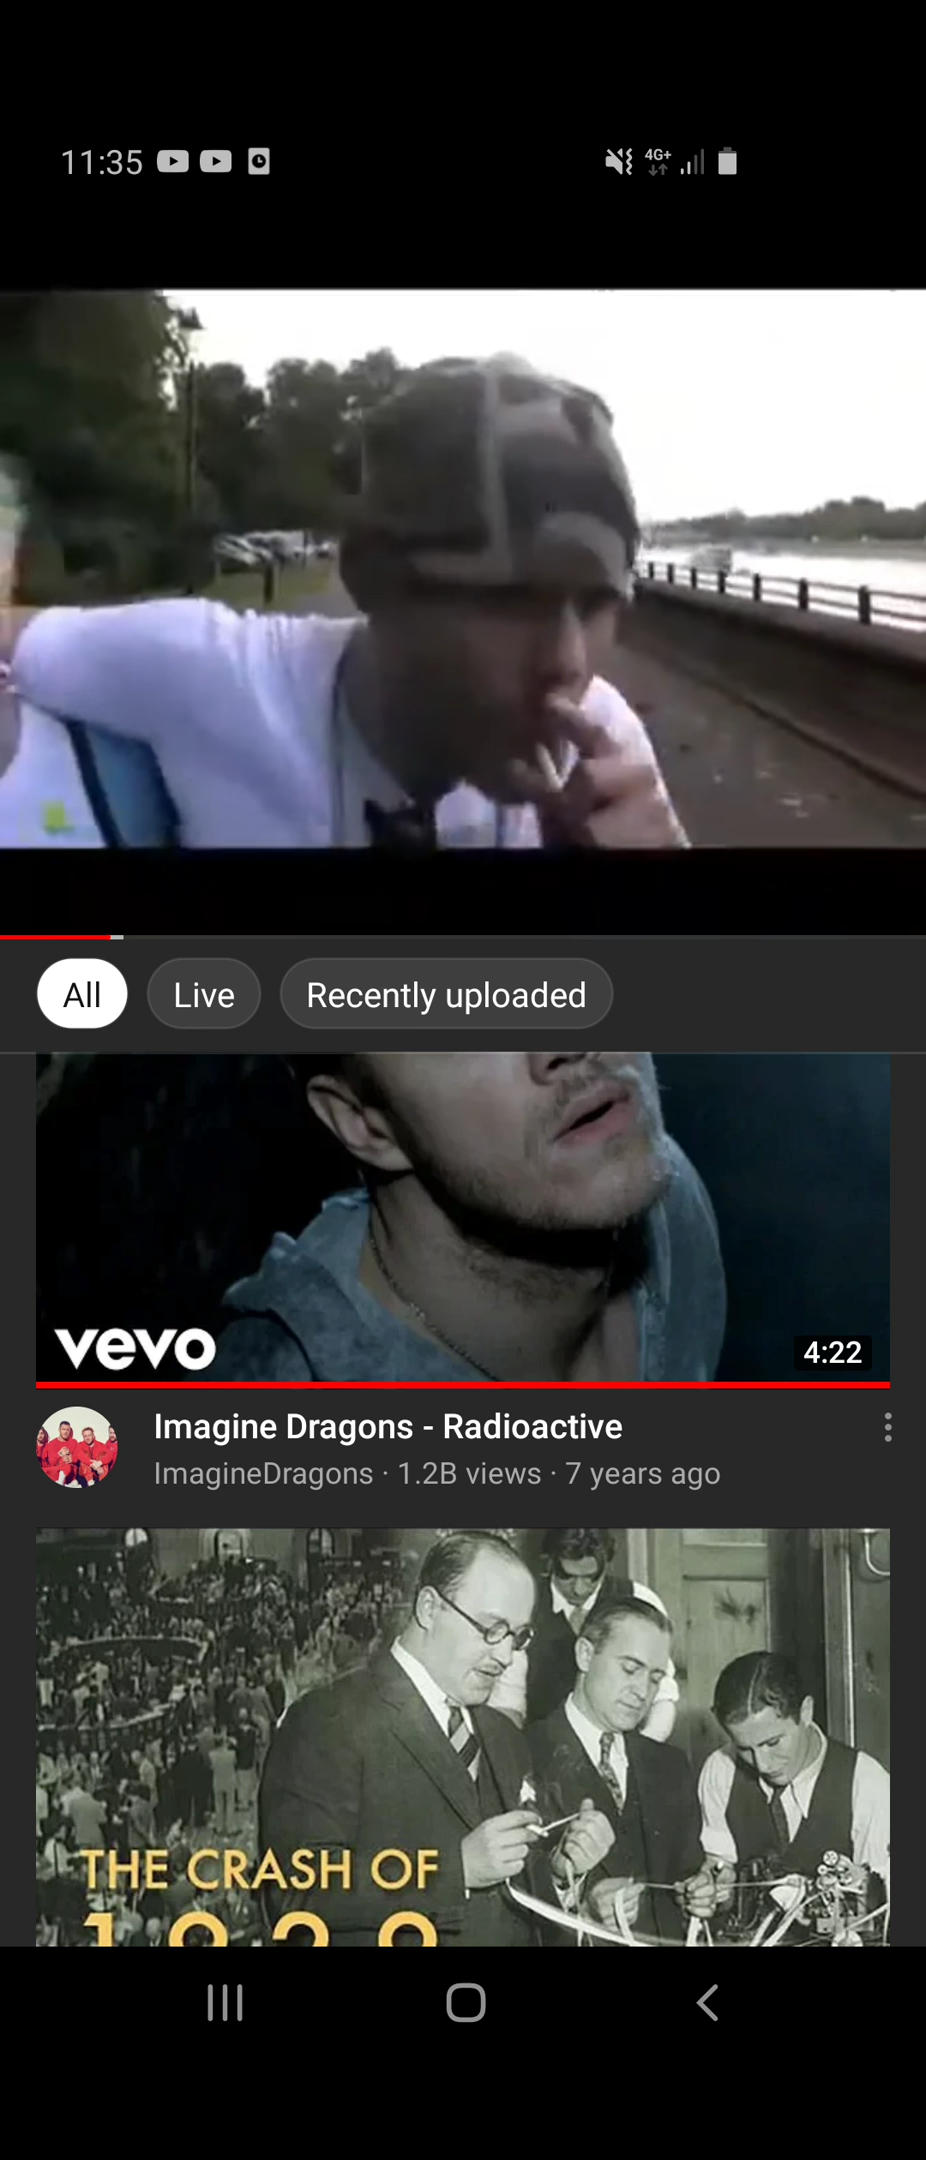 11:35
4G+
All Live Recently uploaded
vevo
4:22
Imagine Dragons - Radioactive
ImagineDragons · 1.2B views · 7 years ago
THE CRASH OF
1929